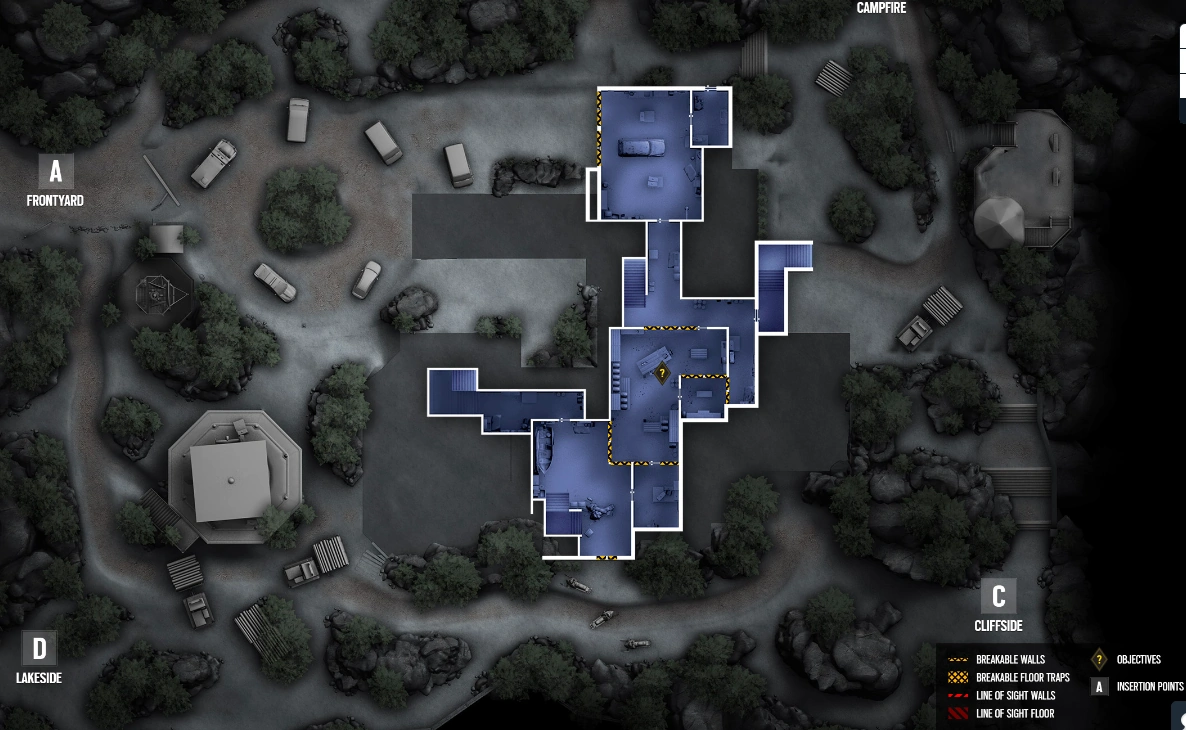 CAMPFIRE
A
FRONTYARD
?
C
CLIFFSIDE
D
LAKESIDE
BREAKABLE WALLS
BREAKABLE FLOOR TRAPS
LINE OF SIGHT WALLS
LINE OF SIGHT FLOOR
? OBJECTIVES
A INSERTION POINTS